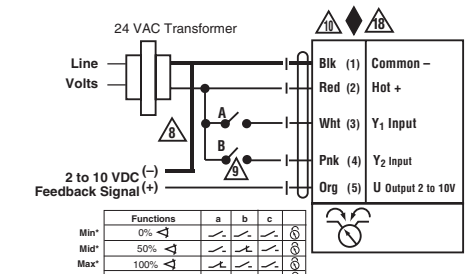 24 VAC Transformer
10
18
Line
Volts
Blk (1) Common –
Red (2) Hot +
A
Wht (3) Y1 Input
8
B
Pnk (4) Y2 Input
9
2 to 10 VDC (–)
Feedback Signal (+)
Org (5) U Output 2 to 10V
Functions a b c
Min* 0%
Mid* 50%
Max* 100%